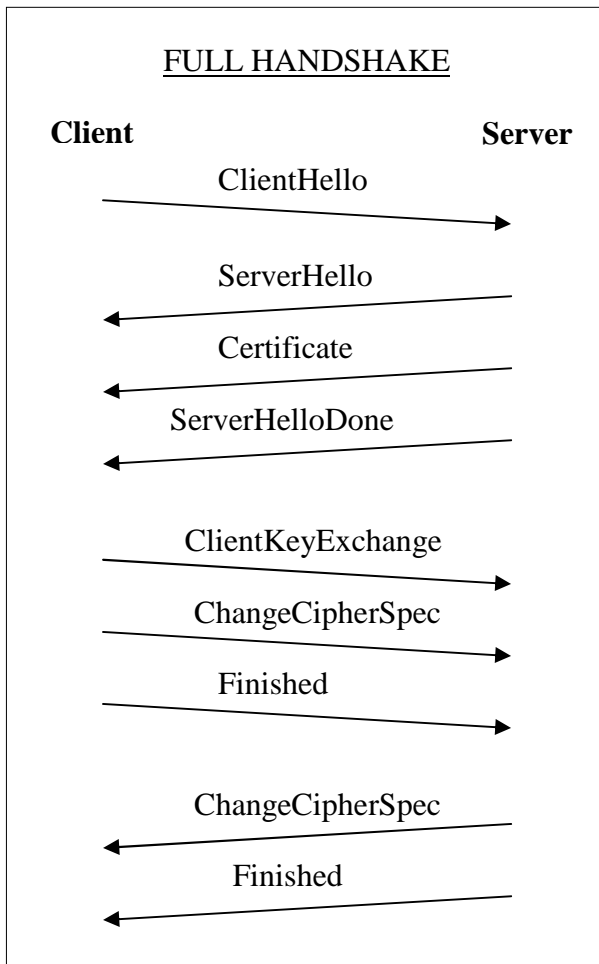 FULL HANDSHAKE
Client Server
ClientHello
ServerHello
Certificate
ServerHelloDone
ClientKeyExchange
ChangeCipherSpec
Finished
ChangeCipherSpec
Finished